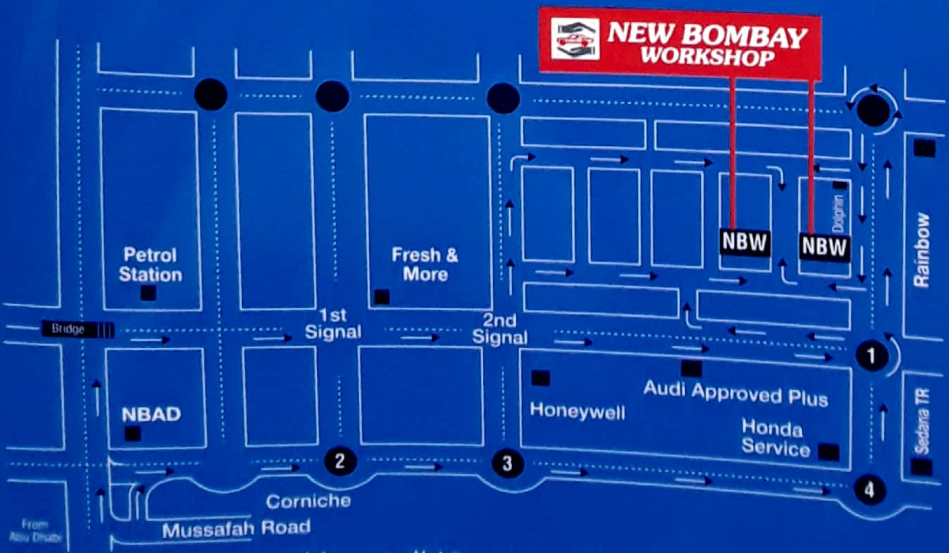 NEW BOMBAY
WORKSHOP
Dolphin
NBW
NBW
Rainbow
Petrol
Station
Fresh &
More
Bridge
1st
Signal
2nd
Signal
1
Audi Approved Plus
Honeywell
NBAD
Honda
Service
Sedana TR
2
3
4
Corniche
Mussafah Road
From
Abu Dhabi